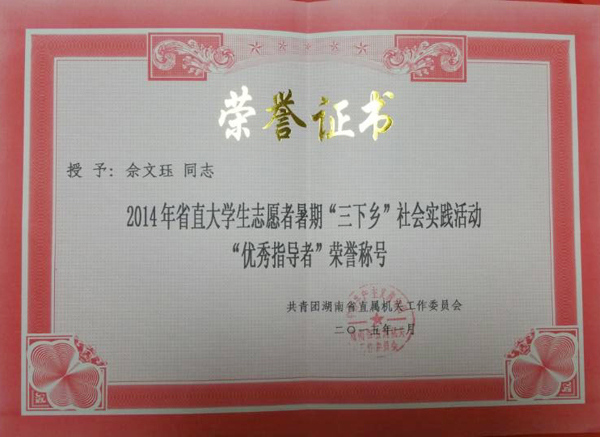 荣誉证书
授 予：佘文珏 同志
2014年省直大学生志愿者暑期“三下乡”社会实践活动
“优秀指导者”荣誉称号
共青团湖南省直属机关工作委员会
二〇一五年一月